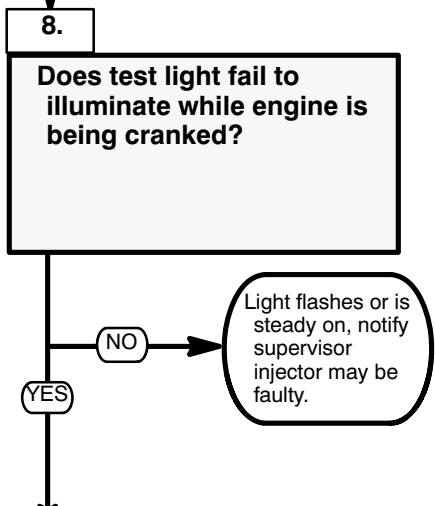 8.
Does test light fail to
illuminate while engine is
being cranked?
Light flashes or is
steady on, notify
supervisor
injector may be
faulty.
NO
YES